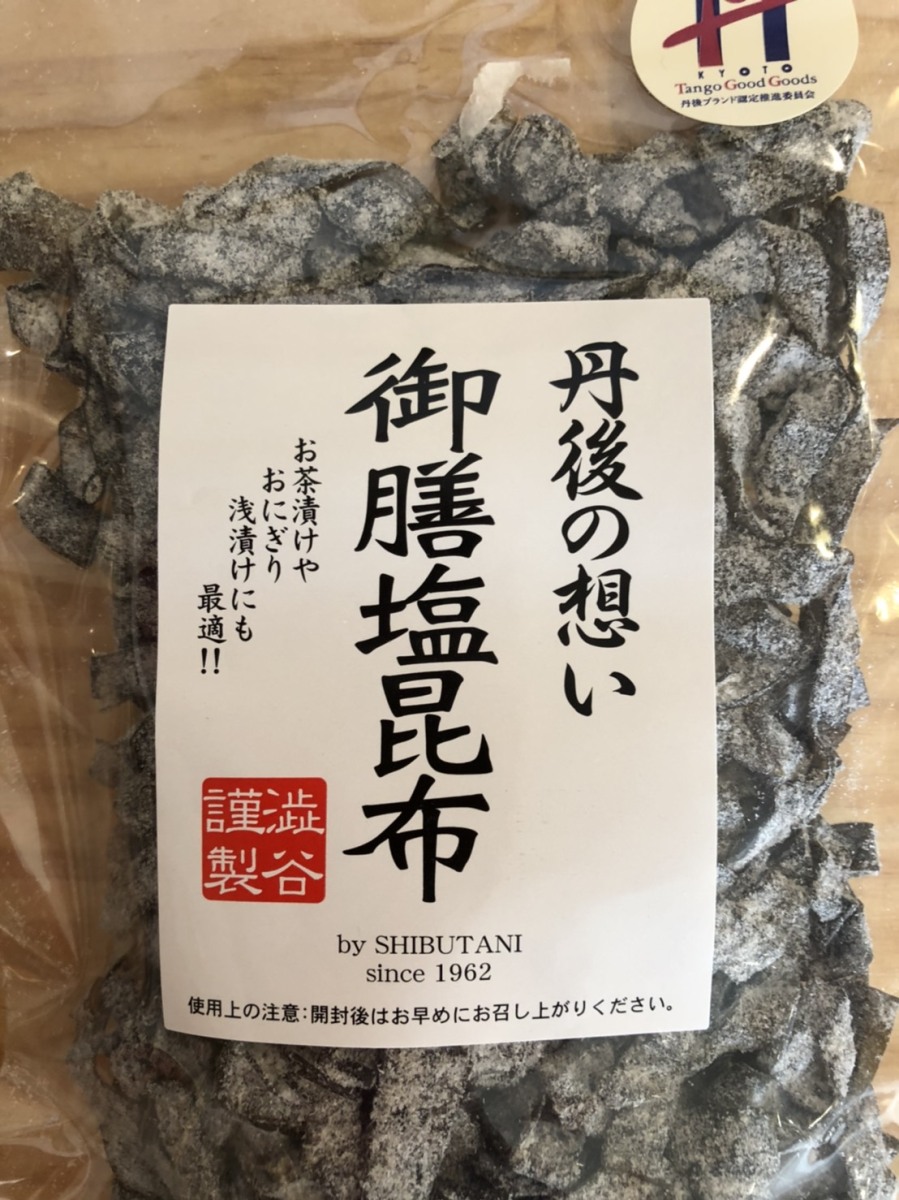 KYOTO
Tango Good Goods
丹後ブランド認定推進委員会
丹後の想い
御膳塩昆布
お茶漬けや
おにぎり
浅漬けにも
最適!!
澁谷
謹製
by SHIBUTANI
since 1962
使用上の注意:開封後はお早めにお召し上がりください。